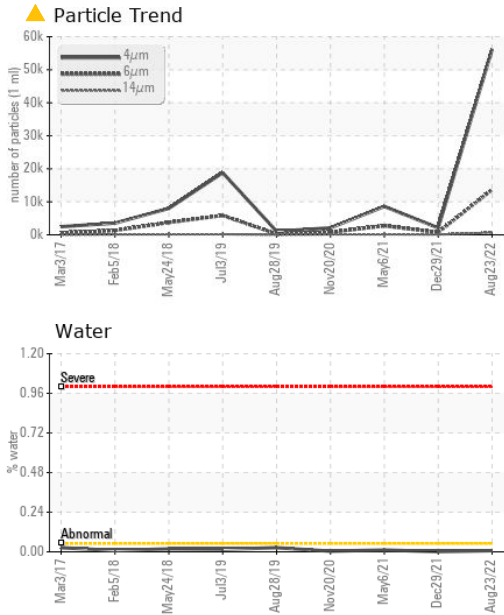 Particle Trend
60k
50k
40k
30k
20k
10k
0k
number of particles (1 ml)
4µm
6µm
14µm
Mar3/17
Feb5/18
May24/18
Jul3/19
Aug28/19
Nov20/20
May6/21
Dec29/21
Aug23/22
Water
1.20
0.96
0.72
0.48
0.24
0.00
% water
Severe
Abnormal
Mar3/17
Feb5/18
May24/18
Jul3/19
Aug28/19
Nov20/20
May6/21
Dec29/21
Aug23/22